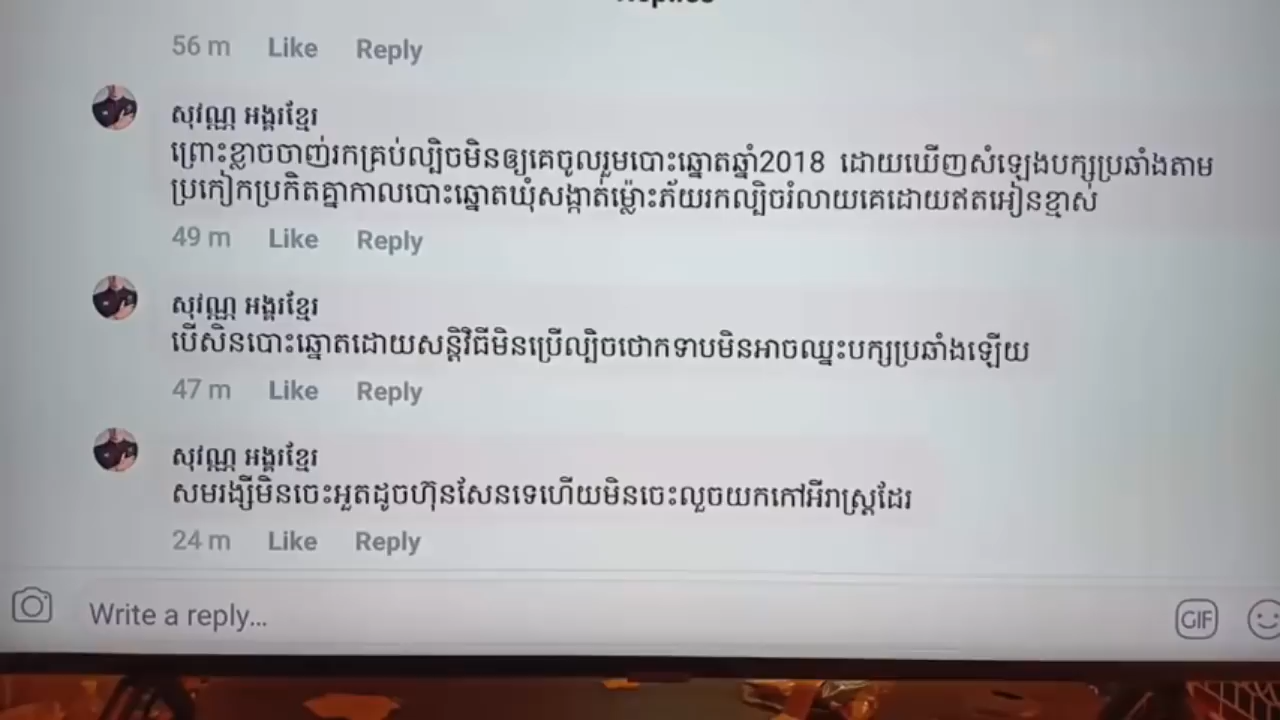 Replies
56 m Like Reply
សុវណ្ណ អង្គរខ្មែរ
ព្រោះខ្លាចចាញ់រកគ្រប់ល្បិចមិនឲ្យគេចូលរួមបោះឆ្នោតឆ្នាំ2018 ដោយឃើញសំឡេងបក្សប្រឆាំងតាម
ប្រកៀកប្រកិតគ្នាកាលបោះឆ្នោតឃុំសង្កាត់ម្ល៉ោះភ័យរកល្បិចរំលាយគេដោយឥតអៀនខ្មាស់
49 m Like Reply
សុវណ្ណ អង្គរខ្មែរ
បើសិនបោះឆ្នោតដោយសន្តិវិធីមិនប្រើល្បិចថោកទាបមិនអាចឈ្នះបក្សប្រឆាំងឡើយ
47 m Like Reply
សុវណ្ណ អង្គរខ្មែរ
សមរង្ស៊ីមិនចេះអួតដូចហ៊ុនសែនទេហើយមិនចេះលួចយកកៅអីរាស្ត្រដែរ
24 m Like Reply
Write a reply...
GIF